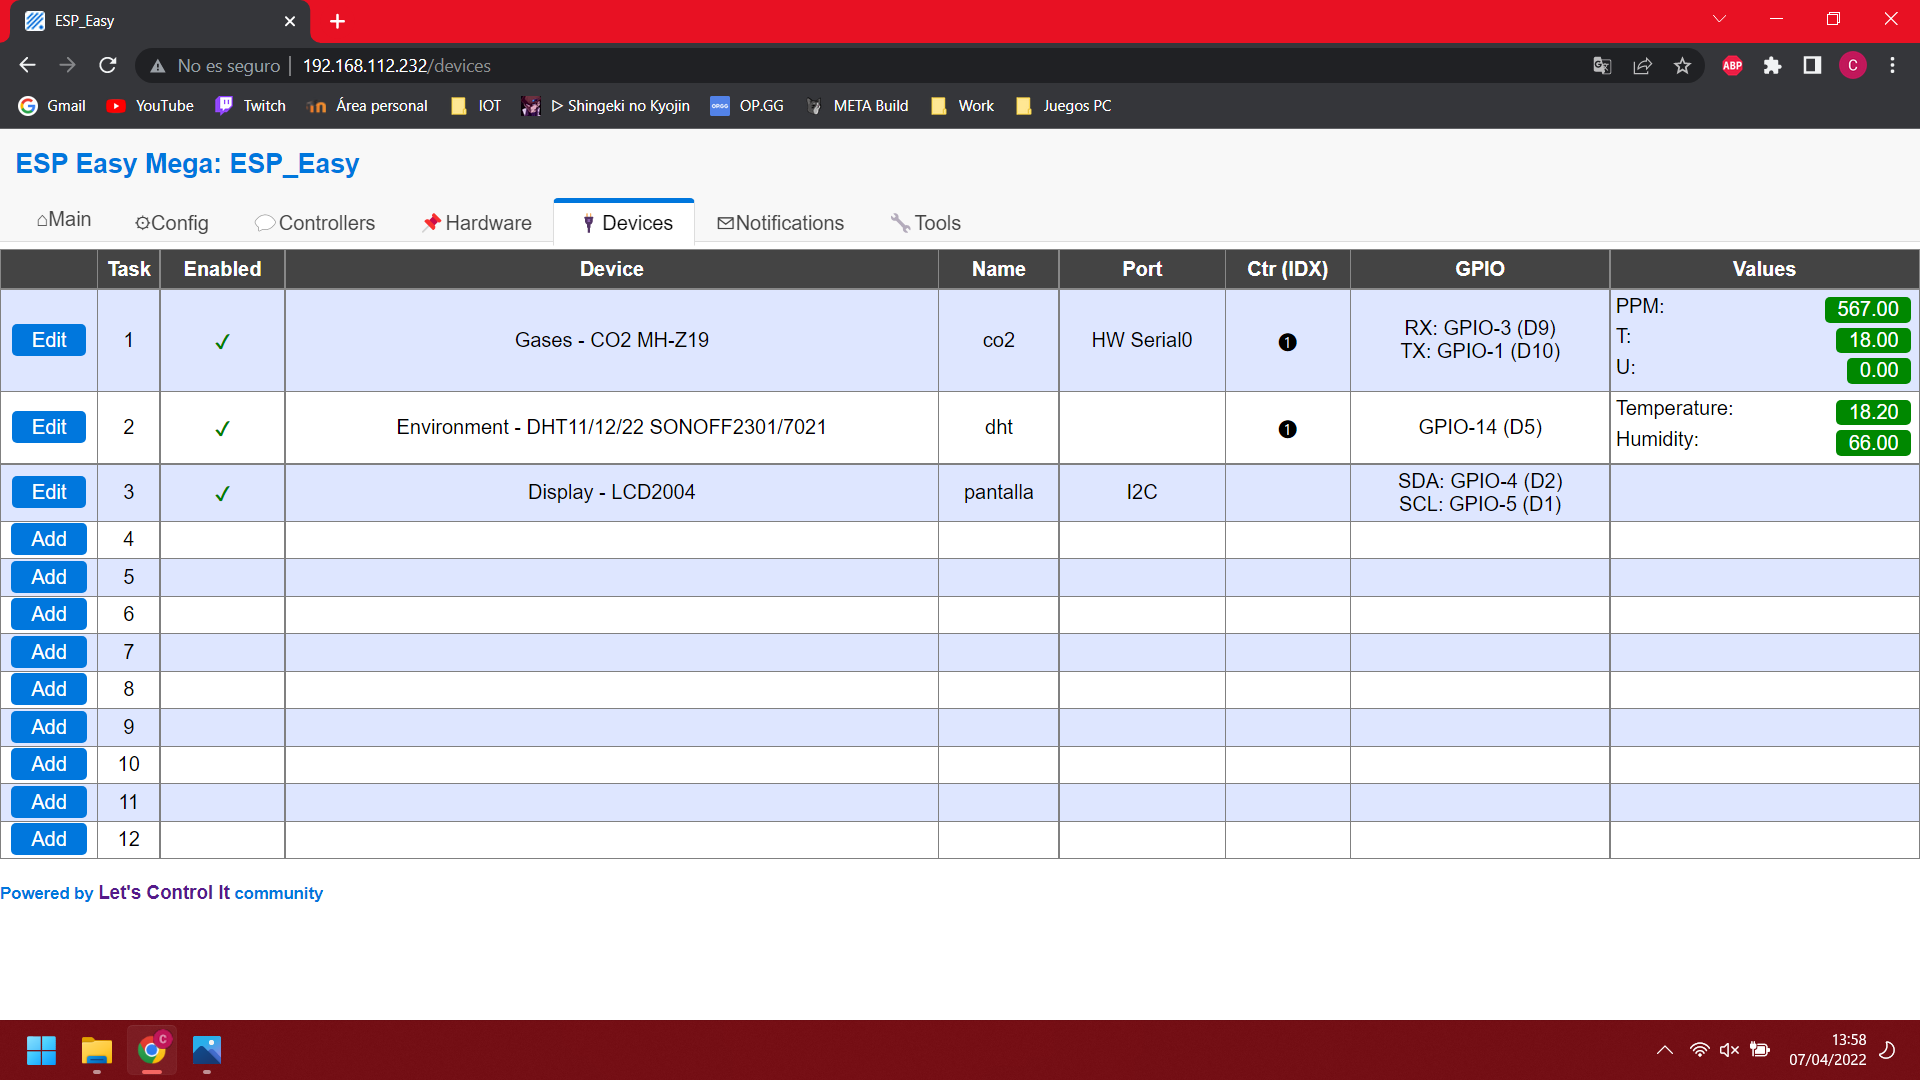 ESP_Easy
No es seguro | 192.168.112.232/devices
ABP
C
Gmail YouTube Twitch Área personal IOT ▷ Shingeki no Kyojin OP.GG META Build Work Juegos PC
ESP Easy Mega: ESP_Easy
⌂Main ⚙Config Controllers Hardware Devices ✉Notifications Tools
Task Enabled Device Name Port Ctr (IDX) GPIO Values
Edit 1 ✓ Gases - CO2 MH-Z19 co2 HW Serial0 ❶ RX: GPIO-3 (D9)
TX: GPIO-1 (D10)
PPM: 567.00
T: 18.00
U: 0.00
Edit 2 ✓ Environment - DHT11/12/22 SONOFF2301/7021 dht ❶ GPIO-14 (D5)
Temperature: 18.20
Humidity: 66.00
Edit 3 ✓ Display - LCD2004 pantalla I2C SDA: GPIO-4 (D2)
SCL: GPIO-5 (D1)
Add 4
Add 5
Add 6
Add 7
Add 8
Add 9
Add 10
Add 11
Add 12
Powered by Let's Control It community
C
13:58
07/04/2022